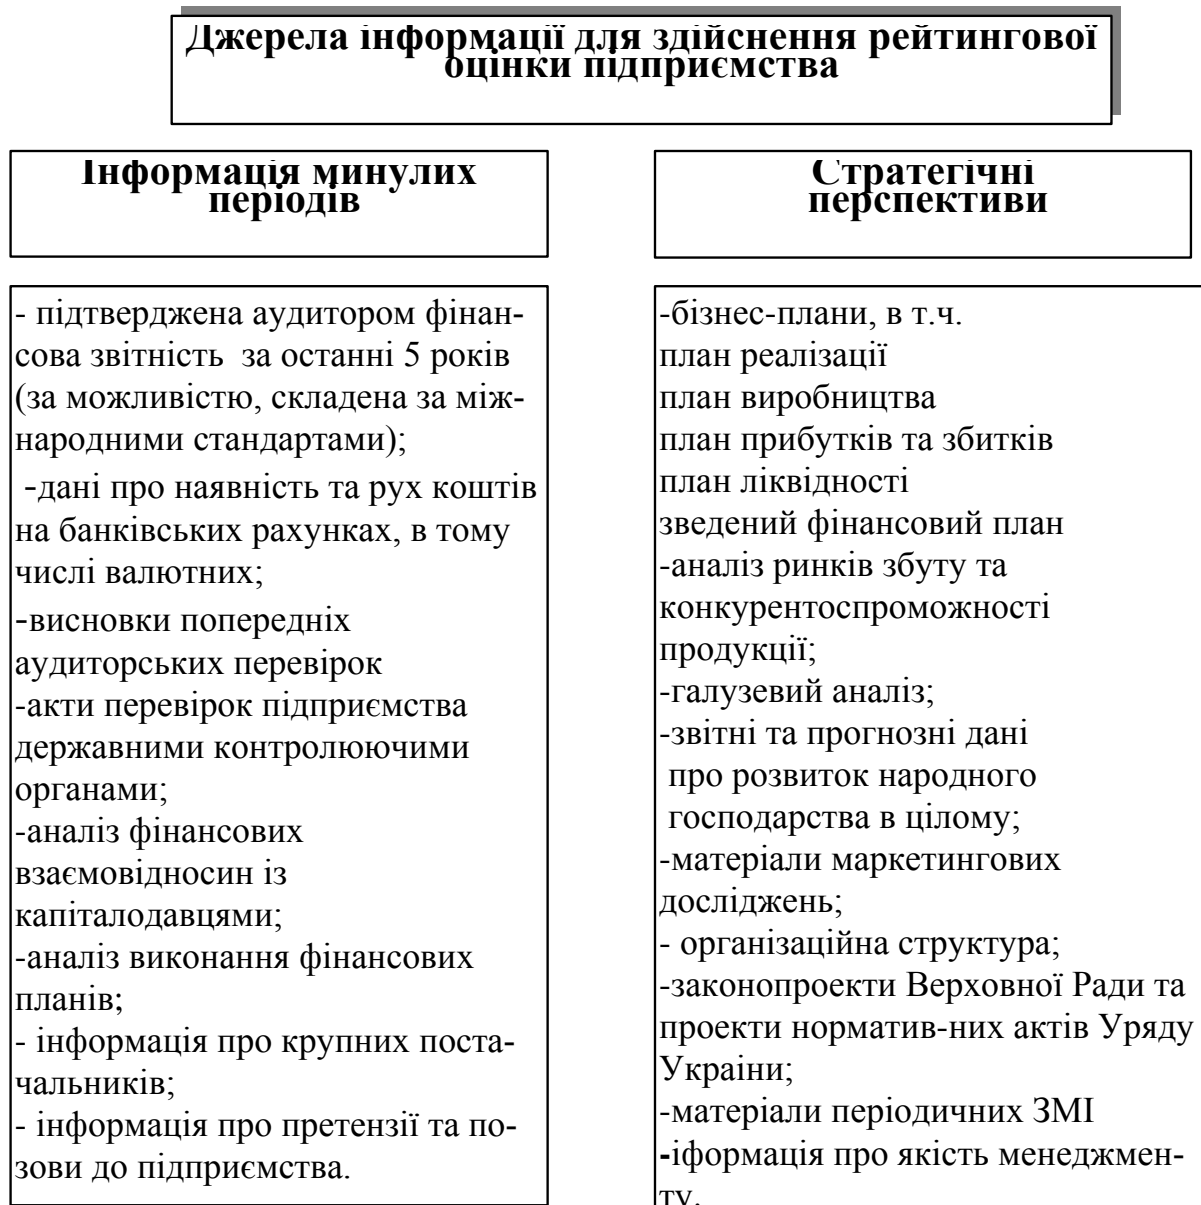 Джерела інформації для здійснення рейтингової
оцінки підприємства
Інформація минулих
періодів
- підтверджена аудитором фінан-
сова звітність  за останні 5 років
(за можливістю, складена за між-
народними стандартами);
-дані про наявність та рух коштів
на банківських рахунках, в тому
числі валютних;
-висновки попередніх
аудиторських перевірок
-акти перевірок підприємства
державними контролюючими
органами;
-аналіз фінансових
взаємовідносин із
капіталодавцями;
-аналіз виконання фінансових
планів;
- інформація про крупних поста-
чальників;
- інформація про претензії та по-
зови до підприємства.
Стратегічні
перспективи
-бізнес-плани, в т.ч.
план реалізації
план виробництва
план прибутків та збитків
план ліквідності
зведений фінансовий план
-аналіз ринків збуту та
конкурентоспроможності
продукції;
-галузевий аналіз;
-звітні та прогнозні дані
про розвиток народного
господарства в цілому;
-матеріали маркетингових
досліджень;
- організаційна структура;
-законопроекти Верховної Ради та
проекти норматив-них актів Уряду
Украіни;
-матеріали періодичних ЗМІ
-іформація про якість менеджмен-
ту.